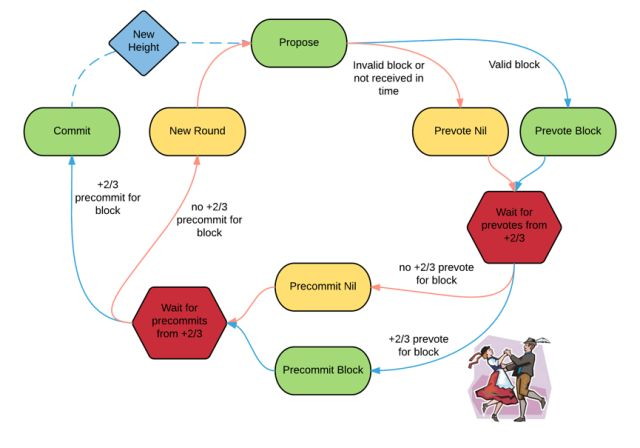 New
Height
Propose
Invalid block or
not received in
time
Valid block
Commit
New Round
Prevote Nil
Prevote Block
+2/3
precommit for
block
no +2/3
precommit for
block
Wait for
prevotes from
+2/3
no +2/3 prevote
for block
Precommit Nil
Wait for
precommits
from +2/3
+2/3 prevote
for block
Precommit Block